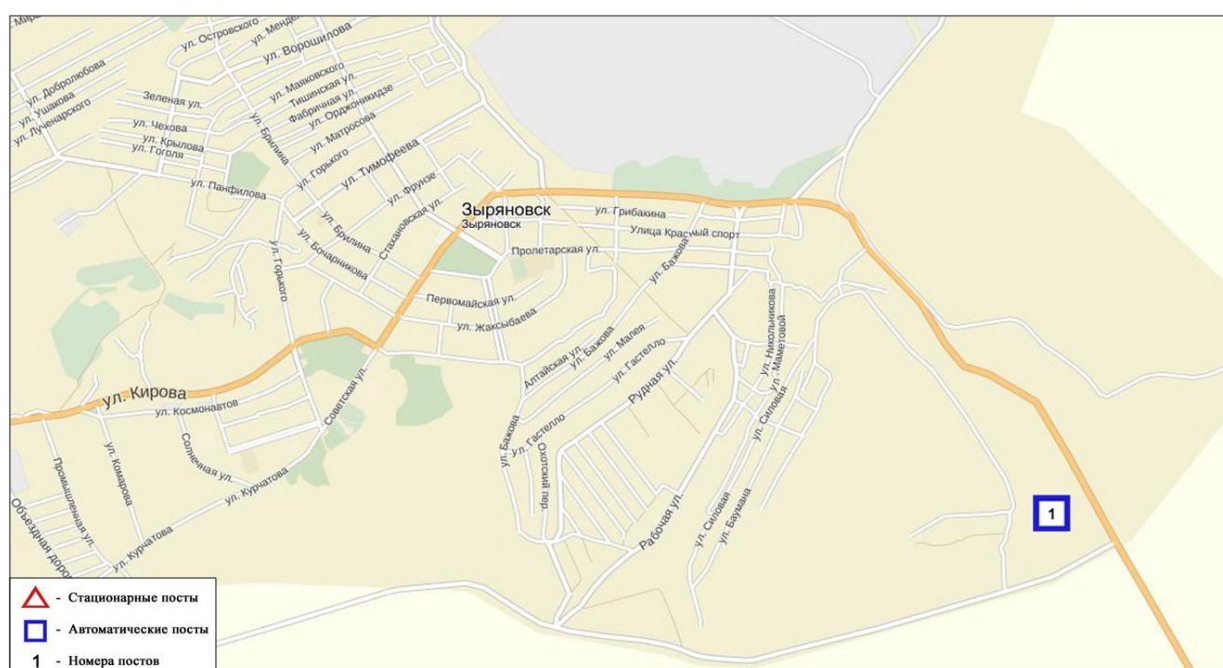 ул. Мира
ул. Островского
ул. Менде
ул. Ворошилова
ул. Добролюбова
ул. Ушакова
ул. Луначарского
Зеленая ул.
ул. Маяковского
Тишинская ул.
Фабричная ул.
ул. Орджоникидзе
ул. Чехова
ул. Крылова
ул. Гоголя
ул. Брилина
ул. Матросова
ул. Горького
ул. Тимофеева
ул. Панфилова
ул. Фрунзе
Стахановская ул.
Зыряновск
Зыряновск
ул. Грибакина
Улица Красный спорт
Пролетарская ул.
ул. Бажова
ул. Брилина
ул. Бочарникова
ул. Горького
Первомайская ул.
ул. Жаксыбаева
ул. Никольникова
ул. Маметовой
Алтайская ул.
ул. Бажова
ул. Малея
ул. Гастелло
Рудная ул.
ул. Силовая
ул. Кирова
ул. Космонавтов
Советская ул.
ул. Бажова
ул. Гастелло
Охотский пер.
Солнечная ул.
ул. Комарова
Промышленная ул.
ул. Курчатова
ул. Курчатова
Объездная доро
Рабочая ул.
ул. Силовая
ул. Баумана
1
- Стационарные посты
- Автоматические посты
1 - Номера постов